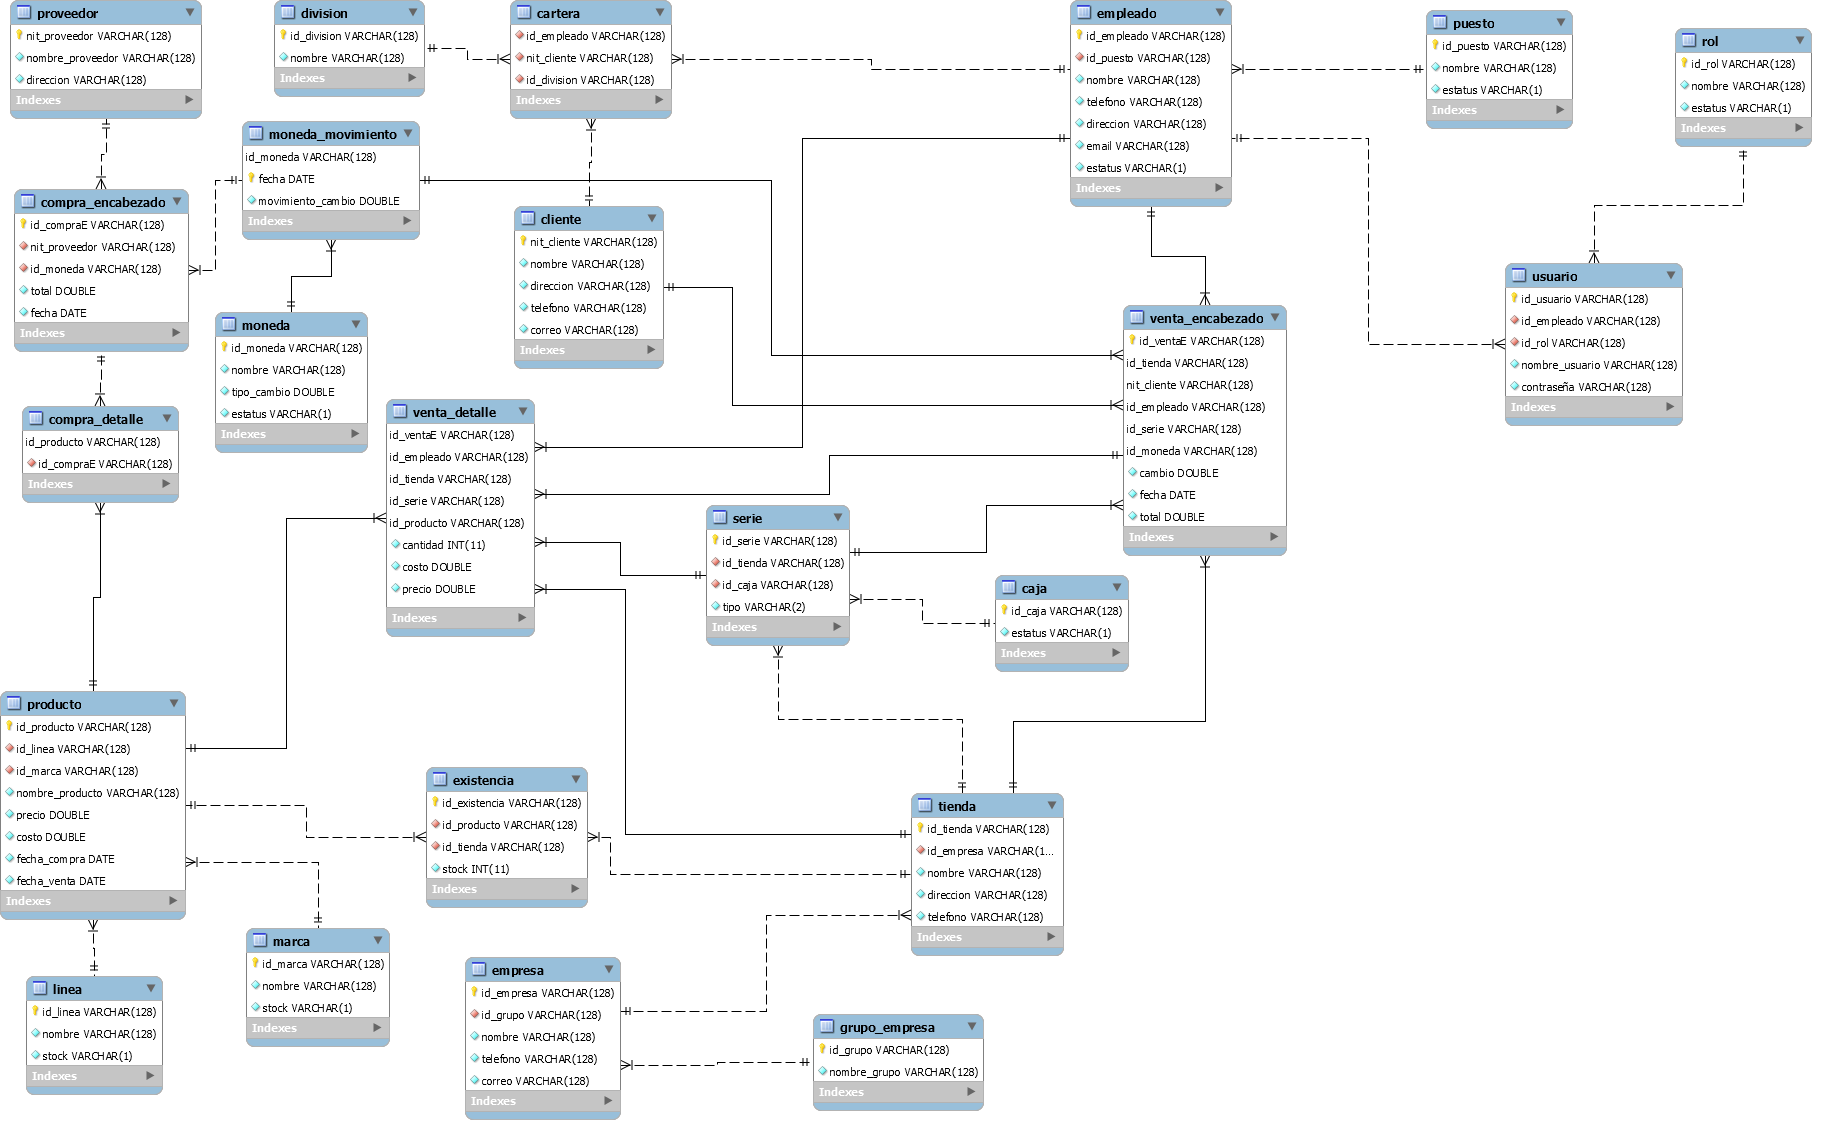 proveedor
nit_proveedor VARCHAR(128)
nombre_proveedor VARCHAR(128)
direccion VARCHAR(128)
Indexes
division
id_division VARCHAR(128)
nombre VARCHAR(128)
Indexes
cartera
id_empleado VARCHAR(128)
nit_cliente VARCHAR(128)
id_division VARCHAR(128)
Indexes
empleado
id_empleado VARCHAR(128)
id_puesto VARCHAR(128)
nombre VARCHAR(128)
telefono VARCHAR(128)
direccion VARCHAR(128)
email VARCHAR(128)
estatus VARCHAR(1)
Indexes
puesto
id_puesto VARCHAR(128)
nombre VARCHAR(128)
estatus VARCHAR(1)
Indexes
rol
id_rol VARCHAR(128)
nombre VARCHAR(128)
estatus VARCHAR(1)
Indexes
moneda_movimiento
id_moneda VARCHAR(128)
fecha DATE
movimiento_cambio DOUBLE
Indexes
compra_encabezado
id_compraE VARCHAR(128)
nit_proveedor VARCHAR(128)
id_moneda VARCHAR(128)
total DOUBLE
fecha DATE
Indexes
cliente
nit_cliente VARCHAR(128)
nombre VARCHAR(128)
direccion VARCHAR(128)
telefono VARCHAR(128)
correo VARCHAR(128)
Indexes
usuario
id_usuario VARCHAR(128)
id_empleado VARCHAR(128)
id_rol VARCHAR(128)
nombre_usuario VARCHAR(128)
contraseña VARCHAR(128)
Indexes
moneda
id_moneda VARCHAR(128)
nombre VARCHAR(128)
tipo_cambio DOUBLE
estatus VARCHAR(1)
Indexes
venta_encabezado
id_ventaE VARCHAR(128)
id_tienda VARCHAR(128)
nit_cliente VARCHAR(128)
id_empleado VARCHAR(128)
id_serie VARCHAR(128)
id_moneda VARCHAR(128)
cambio DOUBLE
fecha DATE
total DOUBLE
Indexes
compra_detalle
id_producto VARCHAR(128)
id_compraE VARCHAR(128)
Indexes
venta_detalle
id_ventaE VARCHAR(128)
id_empleado VARCHAR(128)
id_tienda VARCHAR(128)
id_serie VARCHAR(128)
id_producto VARCHAR(128)
cantidad INT(11)
costo DOUBLE
precio DOUBLE
Indexes
serie
id_serie VARCHAR(128)
id_tienda VARCHAR(128)
id_caja VARCHAR(128)
tipo VARCHAR(2)
Indexes
caja
id_caja VARCHAR(128)
estatus VARCHAR(1)
Indexes
producto
id_producto VARCHAR(128)
id_linea VARCHAR(128)
id_marca VARCHAR(128)
nombre_producto VARCHAR(128)
precio DOUBLE
costo DOUBLE
fecha_compra DATE
fecha_venta DATE
Indexes
existencia
id_existencia VARCHAR(128)
id_producto VARCHAR(128)
id_tienda VARCHAR(128)
stock INT(11)
Indexes
tienda
id_tienda VARCHAR(128)
id_empresa VARCHAR(1...
nombre VARCHAR(128)
direccion VARCHAR(128)
telefono VARCHAR(128)
Indexes
marca
id_marca VARCHAR(128)
nombre VARCHAR(128)
stock VARCHAR(1)
Indexes
linea
id_linea VARCHAR(128)
nombre VARCHAR(128)
stock VARCHAR(1)
Indexes
empresa
id_empresa VARCHAR(128)
id_grupo VARCHAR(128)
nombre VARCHAR(128)
telefono VARCHAR(128)
correo VARCHAR(128)
Indexes
grupo_empresa
id_grupo VARCHAR(128)
nombre_grupo VARCHAR(128)
Indexes